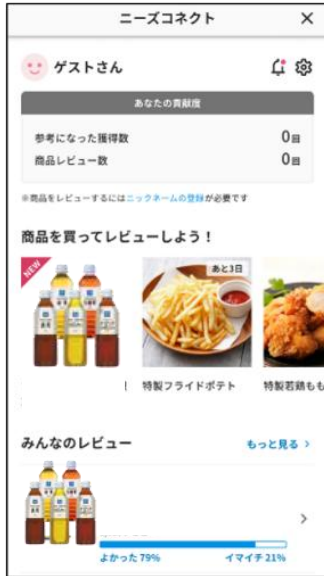 ニーズコネクト
ゲストさん
あなたの貢献度
参考になった獲得数 0回
商品レビュー数 0回
※商品をレビューするにはニックネームの登録が必要です
商品を買ってレビューしよう!
NEW
あと3日
特製フライドポテト
特製若鶏もも
みんなのレビュー
もっと見る
よかった 79%
イマイチ 21%